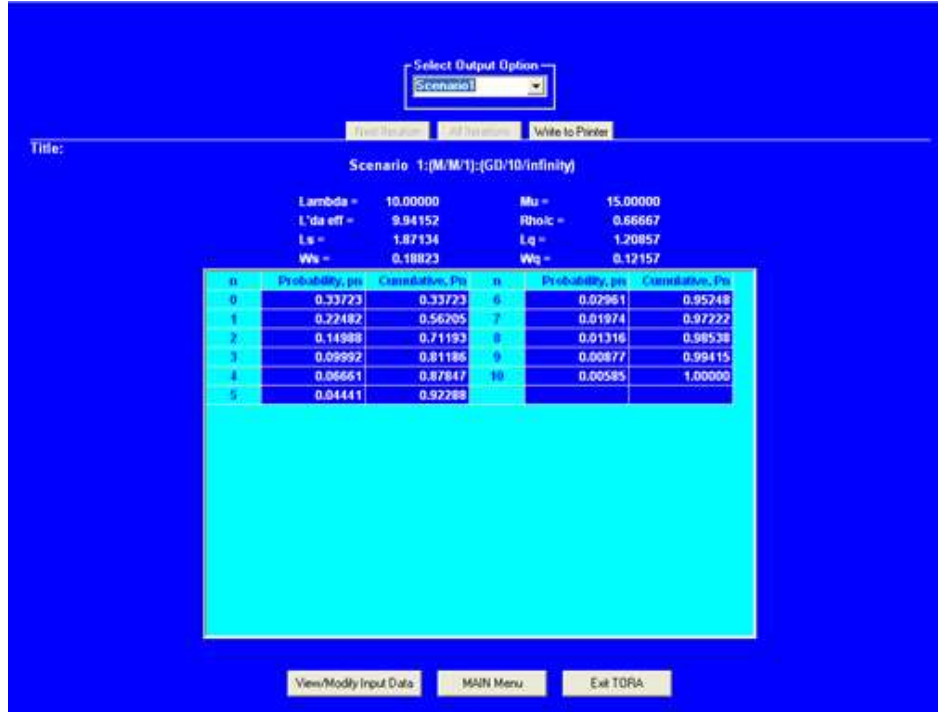 Select Output Option
Scenario1
Next Iteration All Iterations Write to Printer
Title:
Scenario 1:(M/M/1):(GD/10/infinity)
Lambda = 10.00000 Mu = 15.00000
L'da eff = 9.94152 Rho/c = 0.66667
Ls = 1.87134 Lq = 1.20857
Ws = 0.18823 Wq = 0.12157
n Probability, pn Cumulative, Pn n Probability, pn Cumulative, Pn
0 0.33723 0.33723 6 0.02961 0.95248
1 0.22482 0.56205 7 0.01974 0.97222
2 0.14988 0.71193 8 0.01316 0.98538
3 0.09992 0.81186 9 0.00877 0.99415
4 0.06661 0.87847 10 0.00585 1.00000
5 0.04441 0.92288
View/Modify Input Data MAIN Menu Exit TORA